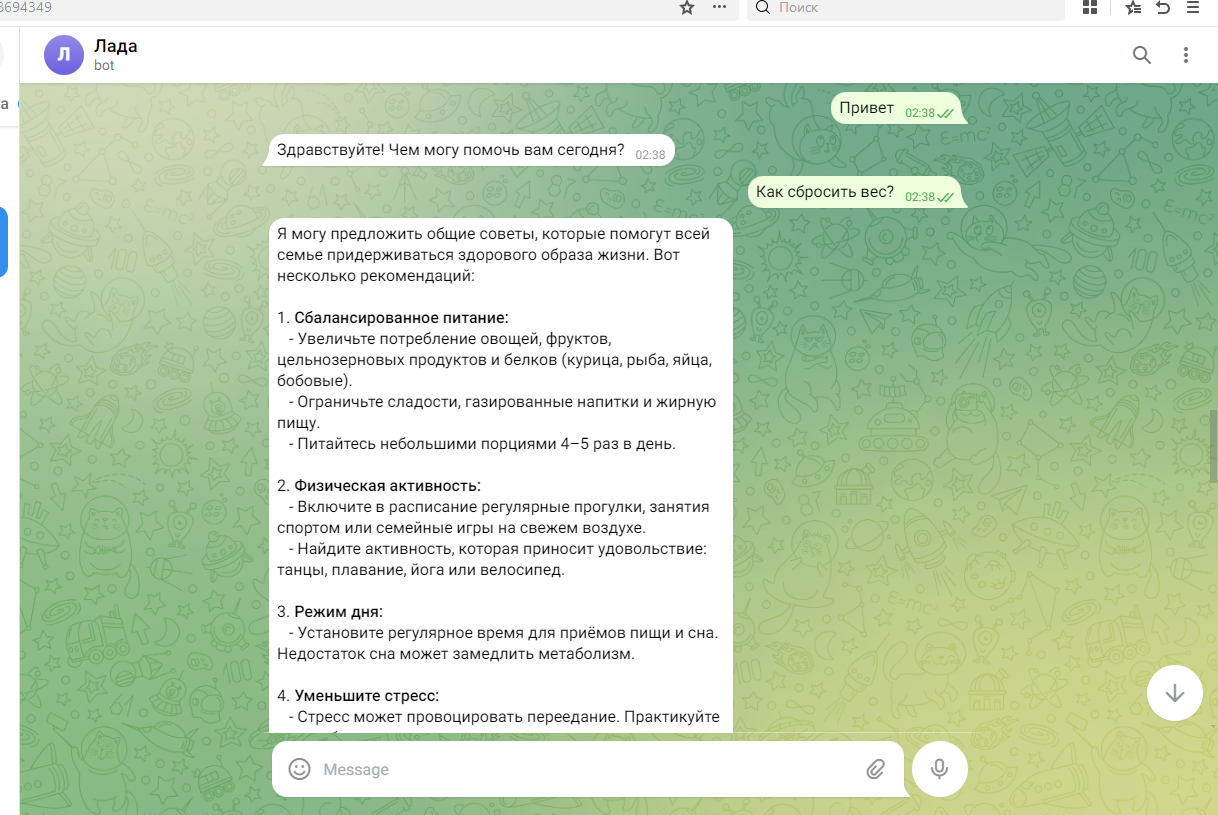 3694349
Поиск
Л
Лада
bot
а
Привет 02:38
Здравствуйте! Чем могу помочь вам сегодня? 02:38
Как сбросить вес? 02:38
Я могу предложить общие советы, которые помогут всей
семье придерживаться здорового образа жизни. Вот
несколько рекомендаций:
1. Сбалансированное питание:
- Увеличьте потребление овощей, фруктов,
цельнозерновых продуктов и белков (курица, рыба, яйца,
бобовые).
- Ограничьте сладости, газированные напитки и жирную
пищу.
- Питайтесь небольшими порциями 4–5 раз в день.
2. Физическая активность:
- Включите в расписание регулярные прогулки, занятия
спортом или семейные игры на свежем воздухе.
- Найдите активность, которая приносит удовольствие:
танцы, плавание, йога или велосипед.
3. Режим дня:
- Установите регулярное время для приёмов пищи и сна.
Недостаток сна может замедлить метаболизм.
4. Уменьшите стресс:
- Стресс может провоцировать переедание. Практикуйте
Message